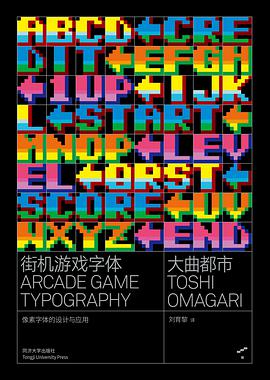 ABCD←CRE
DIT←EFGH
←1UP←IJK
L←START←
MNOP←LEV
EL←QRST←
SCORE←UV
WXYZ←END
街机游戏字体
ARCADE GAME
TYPOGRAPHY
大曲都市
TOSHI
OMAGARI
像素字体的设计与应用
刘育黎 译
同济大学出版社
Tongji University Press